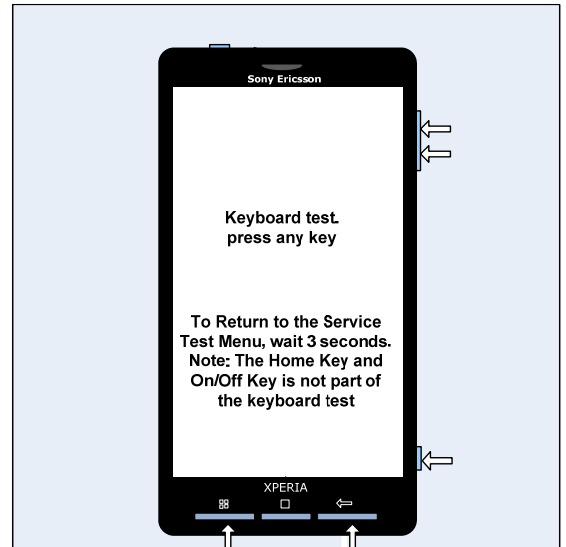 Sony Ericsson
Keyboard test.
press any key
To Return to the Service
Test Menu, wait 3 seconds.
Note: The Home Key and
On/Off Key is not part of
the keyboard test
XPERIA